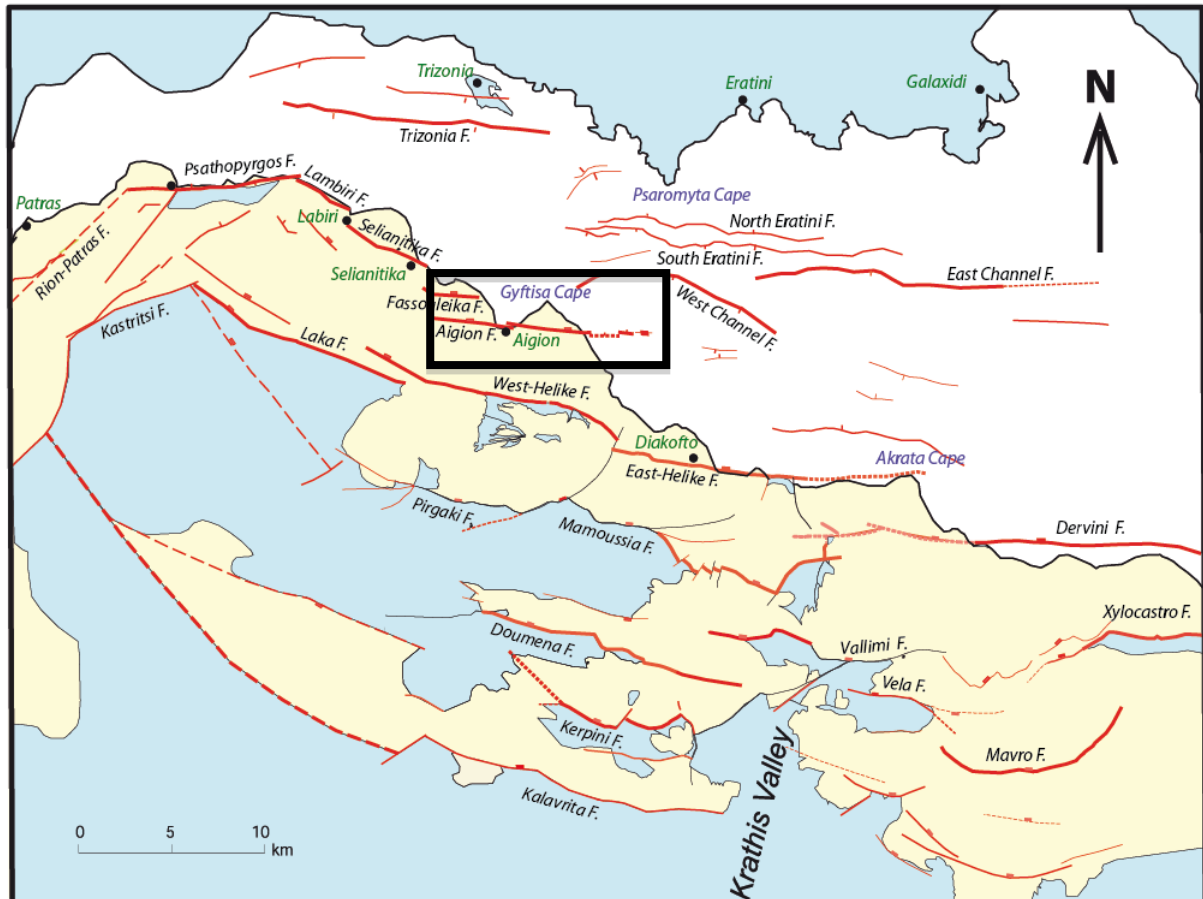 Trizonia
Eratini
Galaxidi
N
Trizonia F.
Psathopyrgos F.
Lambiri F.
Psaromyta Cape
Patras
Labiri
North Eratini F.
Selianitika F.
Rion-Patras F.
South Eratini F.
East Channel F.
Selianitika
Gyftisa Cape
West Channel F.
Kastritsi F.
Fassouleika F.
Laka F.
Aigion F.
Aigion
West-Helike F.
Diakofto
Akrata Cape
East-Helike F.
Pirgaki F.
Mamoussia F.
Dervini F.
Xylocastro F.
Doumena F.
Vallimi F.
Vela F.
Kerpini F.
Mavro F.
Krathis Valley
Kalavrita F.
0 5 10
km